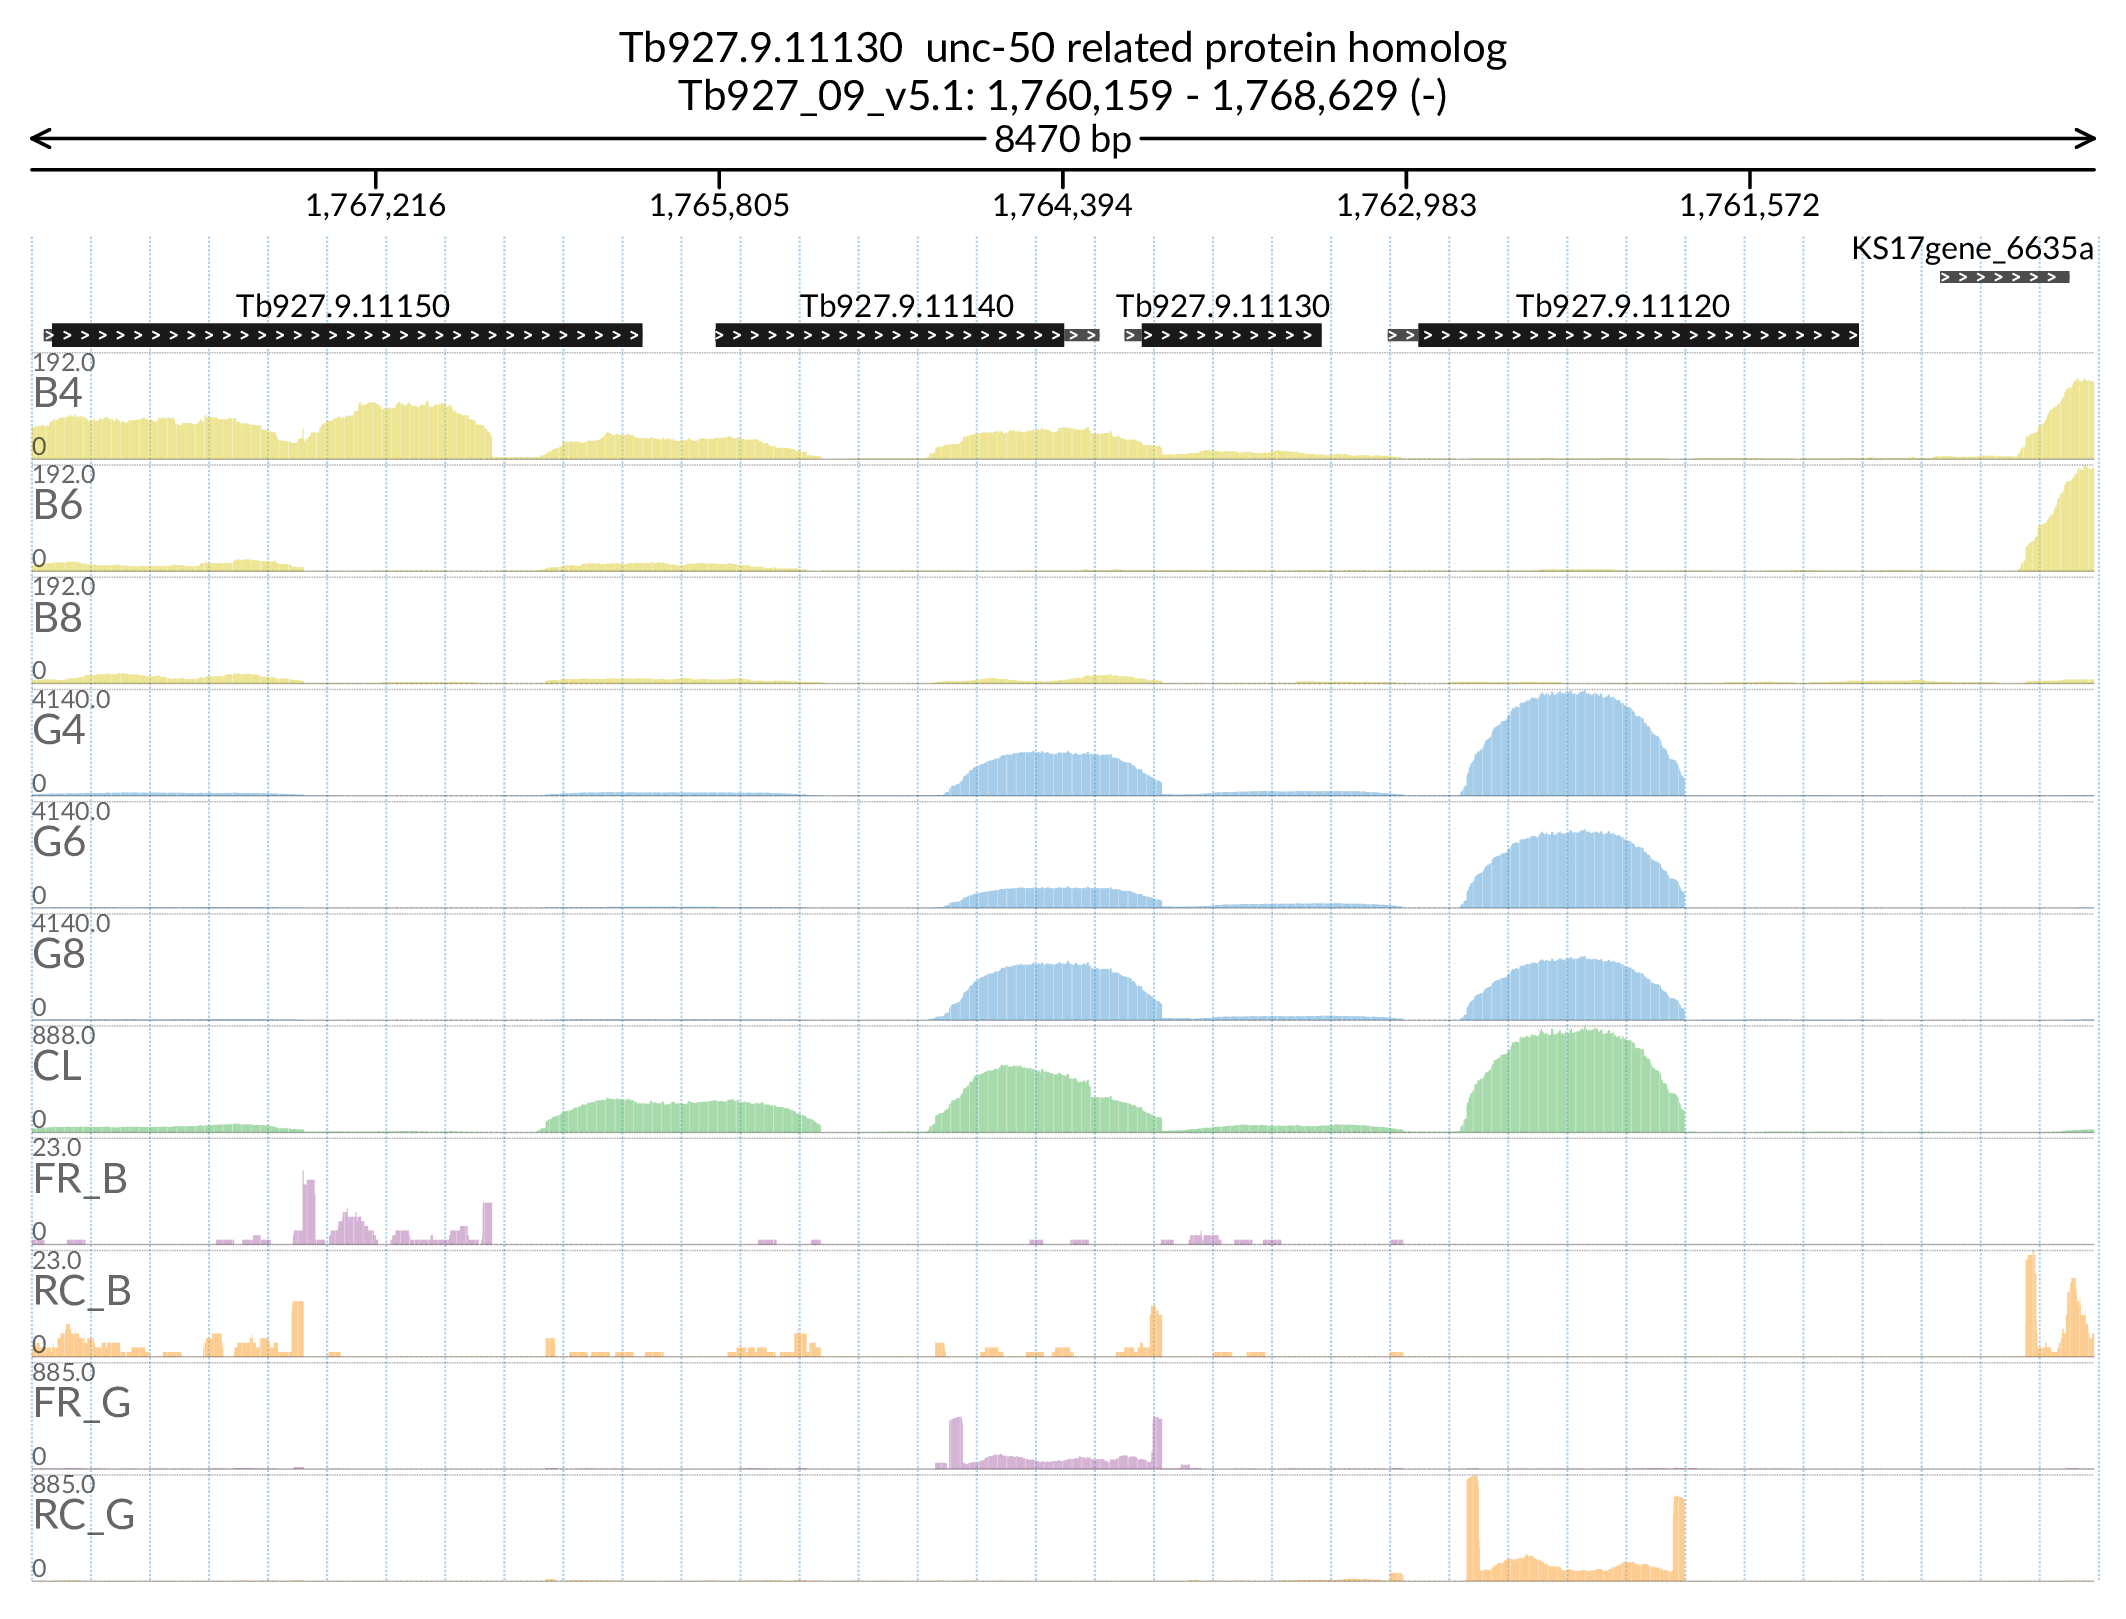 Tb927.9.11130  unc-50 related protein homolog
Tb927_09_v5.1: 1,760,159 - 1,768,629 (-)
8470 bp
1,767,216 1,765,805 1,764,394 1,762,983 1,761,572
KS17gene_6635a
Tb927.9.11150 Tb927.9.11140 Tb927.9.11130 Tb927.9.11120
192.0
B4
0
192.0
B6
0
192.0
B8
0
4140.0
G4
0
4140.0
G6
0
4140.0
G8
0
888.0
CL
0
23.0
FR_B
0
23.0
RC_B
0
885.0
FR_G
0
885.0
RC_G
0